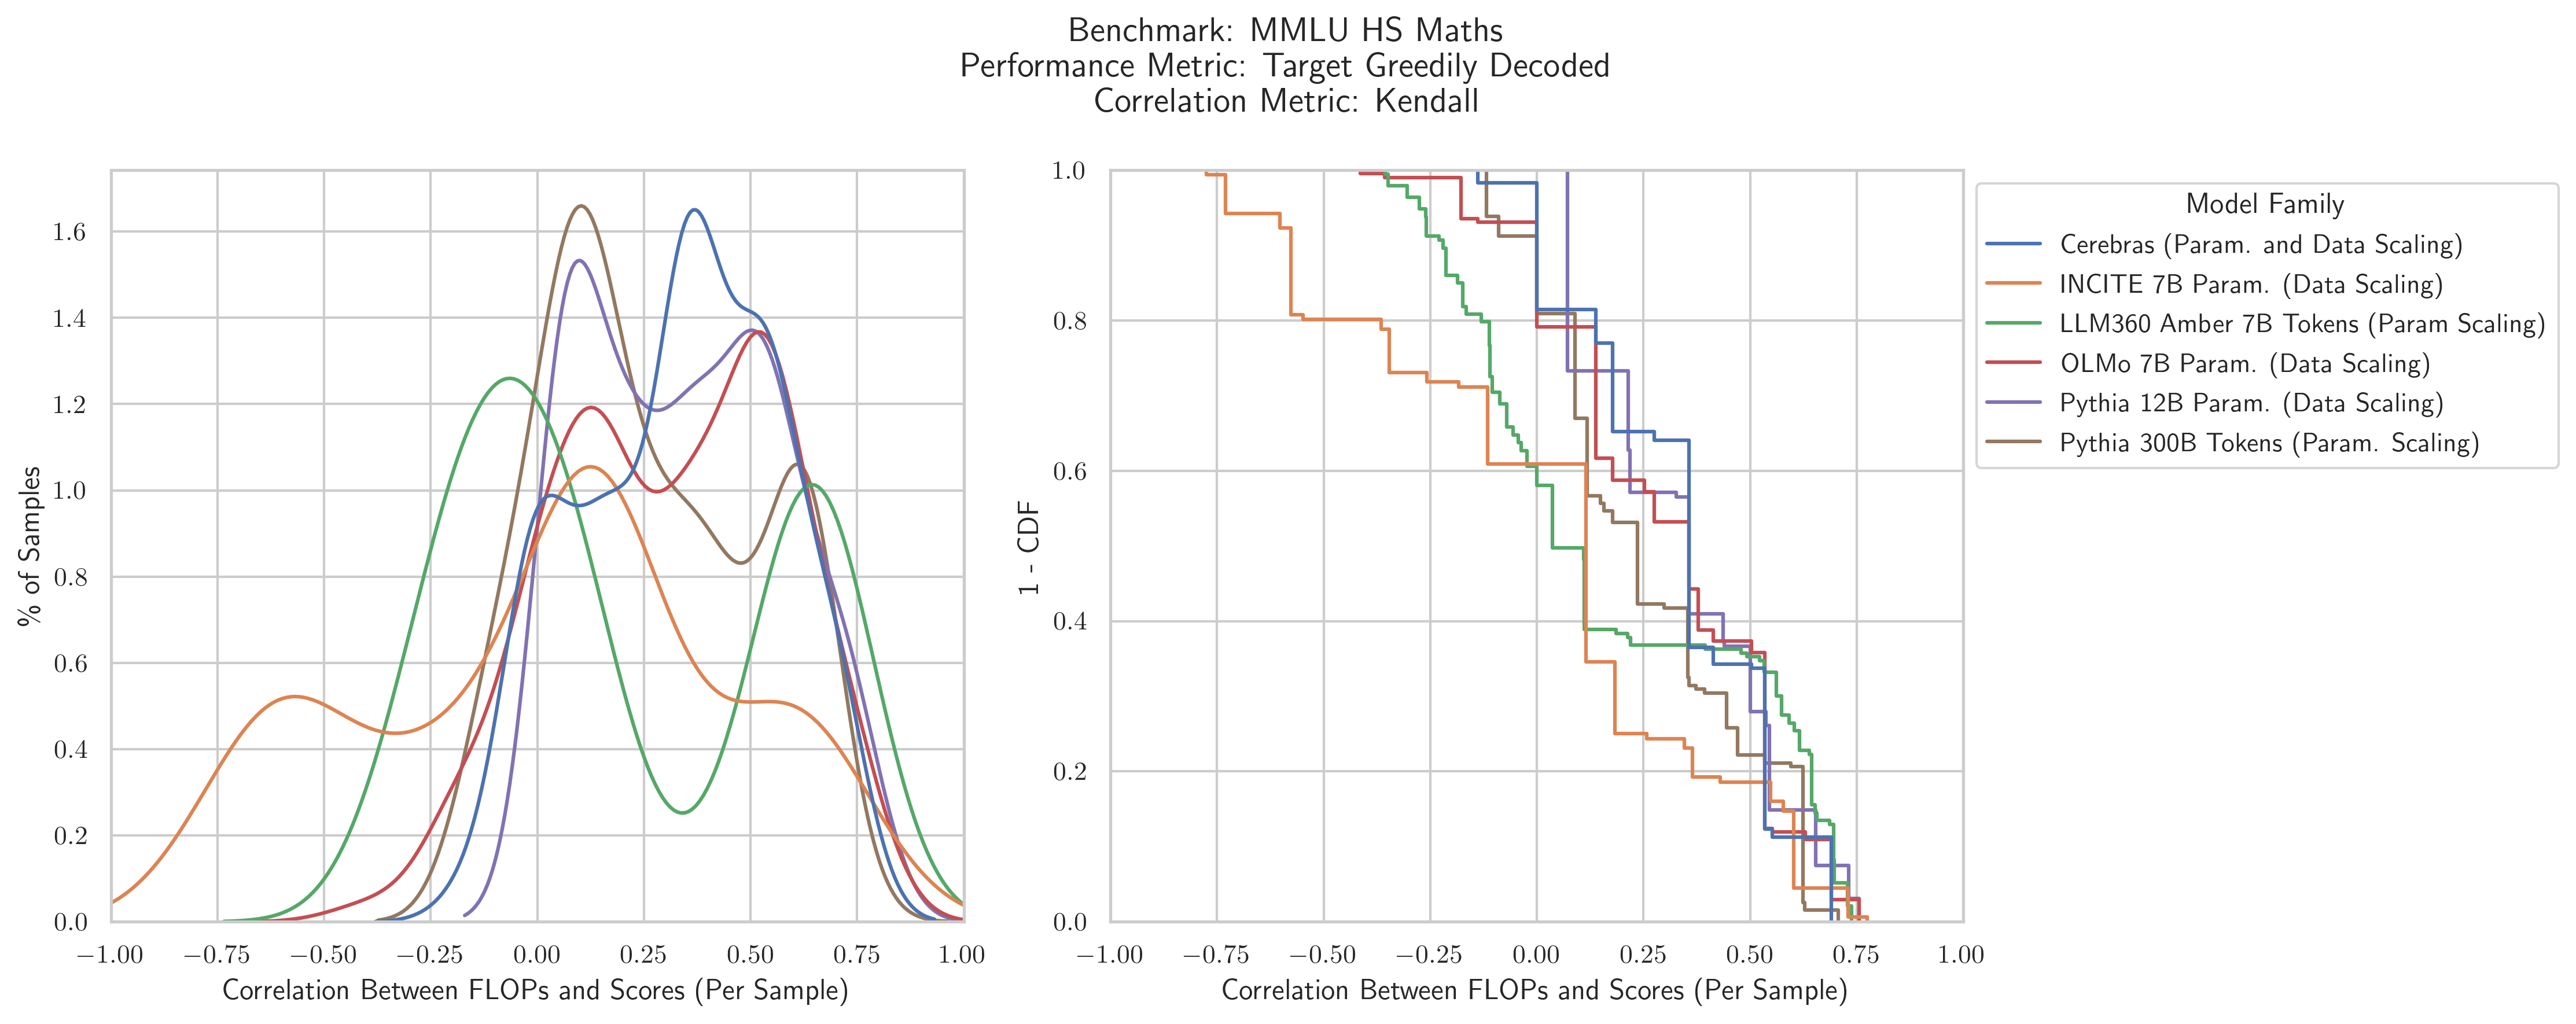 Benchmark: MMLU HS Maths
Performance Metric: Target Greedily Decoded
Correlation Metric: Kendall
% of Samples
1.6
1.4
1.2
1.0
0.8
0.6
0.4
0.2
0.0
−1.00 −0.75 −0.50 −0.25 0.00 0.25 0.50 0.75 1.00
Correlation Between FLOPs and Scores (Per Sample)
1 - CDF
1.0
0.8
0.6
0.4
0.2
0.0
−1.00 −0.75 −0.50 −0.25 0.00 0.25 0.50 0.75 1.00
Correlation Between FLOPs and Scores (Per Sample)
Model Family
Cerebras (Param. and Data Scaling)
INCITE 7B Param. (Data Scaling)
LLM360 Amber 7B Tokens (Param Scaling)
OLMo 7B Param. (Data Scaling)
Pythia 12B Param. (Data Scaling)
Pythia 300B Tokens (Param. Scaling)